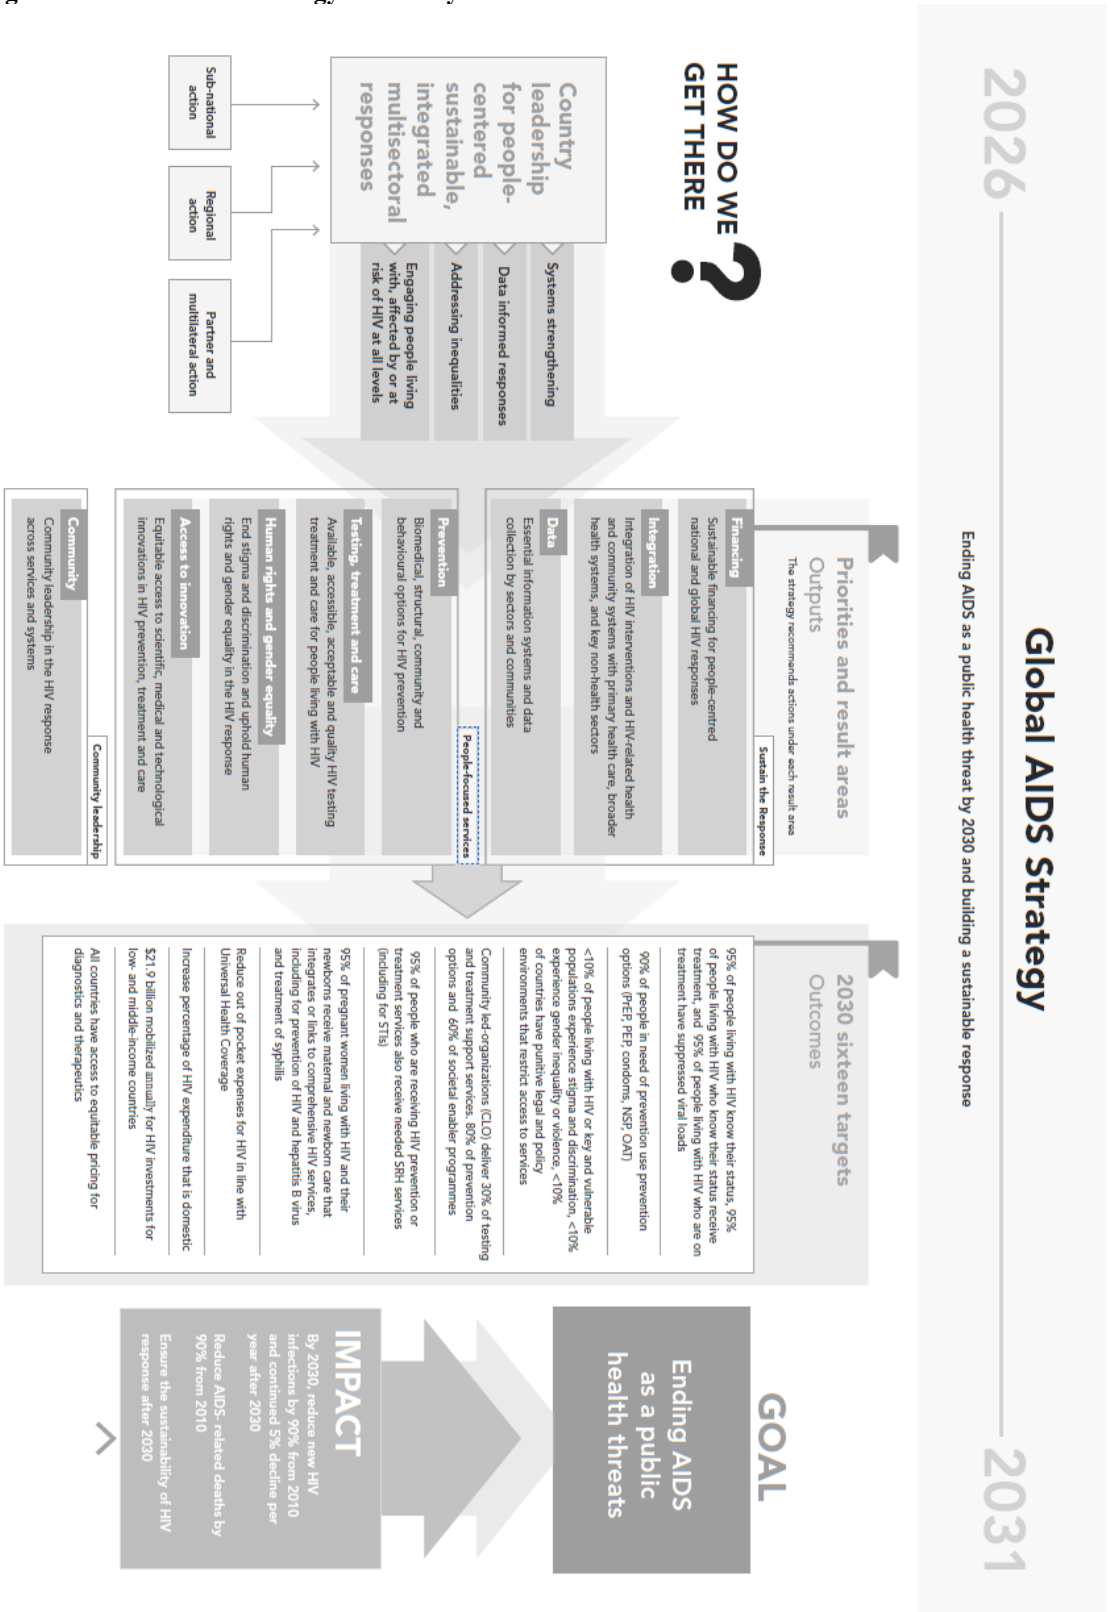 Global AIDS Strategy
Ending AIDS as a public health threat by 2030 and building a sustainable response
2026
2031
HOW DO WE
GET THERE
?
Country
leadership
for people-
centered
sustainable,
integrated
multisectoral
responses
Sub-national
action
Regional
action
Partner and
multilateral action
Systems strengthening
Data informed responses
Addressing inequalities
Engaging people living
with, affected by or at
risk of HIV at all levels
Priorities and result areas
Outputs
The strategy recommends actions under each result area
Sustain the Response
Financing
Sustainable financing for people-centred
national and global HIV responses
Integration
Integration of HIV interventions and HIV-related health
and community systems with primary health care, broader
health systems, and key non-health sectors
Data
Essential information systems and data
collection by sectors and communities
People-focused services
Prevention
Biomedical, structural, community and
behavioural options for HIV prevention
Testing, treatment and care
Available, accessible, acceptable and quality HIV testing
treatment and care for people living with HIV
Human rights and gender equality
End stigma and discrimination and uphold human
rights and gender equality in the HIV response
Access to innovation
Equitable access to scientific, medical and technological
innovations in HIV prevention, treatment and care
Community leadership
Community
Community leadership in the HIV response
across services and systems
2030 sixteen targets
Outcomes
95% of people living with HIV know their status, 95%
of people living with HIV who know their status receive
treatment, and 95% of people living with HIV who are on
treatment have suppressed viral loads
90% of people in need of prevention use prevention
options (PrEP, PEP, condoms, NSP, OAT)
<10% of people living with HIV or key and vulnerable
populations experience stigma and discrimination, <10%
experience gender inequality or violence, <10%
of countries have punitive legal and policy
environments that restrict access to services
Community led-organizations (CLO) deliver 30% of testing
and treatment support services. 80% of prevention
options and 60% of societal enabler programmes
95% of people who are receiving HIV prevention or
treatment services also receive needed SRH services
(including for STIs)
95% of pregnant women living with HIV and their
newborns receive maternal and newborn care that
integrates or links to comprehensive HIV services,
including for prevention of HIV and hepatitis B virus
and treatment of syphilis
Reduce out of pocket expenses for HIV in line with
Universal Health Coverage
Increase percentage of HIV expenditure that is domestic
$21.9 billion mobilized annually for HIV investments for
low- and middle-income countries
All countries have access to equitable pricing for
diagnostics and therapeutics
GOAL
Ending AIDS
as a public
health threats
IMPACT
By 2030, reduce new HIV
infections by 90% from 2010
and continued 5% decline per
year after 2030
Reduce AIDS- related deaths by
90% from 2010
Ensure the sustainability of HIV
response after 2030